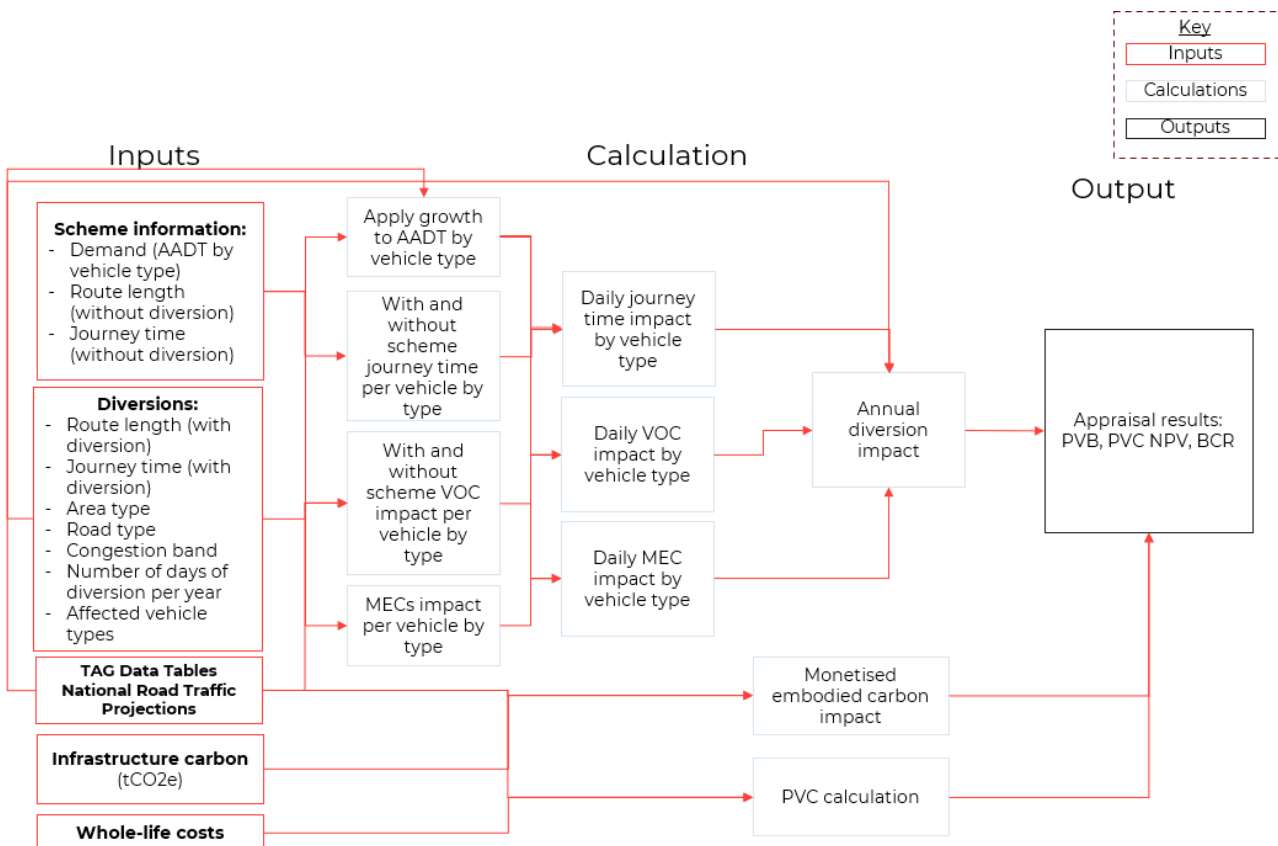 Key
Inputs
Calculations
Outputs
Inputs
Calculation
Output
Scheme information:
- Demand (AADT by
vehicle type)
- Route length
(without diversion)
- Journey time
(without diversion)
Diversions:
- Route length (with
diversion)
- Journey time (with
diversion)
- Area type
- Road type
- Congestion band
- Number of days of
diversion per year
- Affected vehicle
types
TAG Data Tables
National Road Traffic
Projections
Infrastructure carbon
(tCO2e)
Whole-life costs
Apply growth
to AADT by
vehicle type
With and
without
scheme
journey time
per vehicle by
type
With and
without
scheme VOC
impact per
vehicle by
type
MECs impact
per vehicle by
type
Daily journey
time impact
by vehicle
type
Daily VOC
impact by
vehicle type
Daily MEC
impact by
vehicle type
Annual
diversion
impact
Monetised
embodied carbon
impact
PVC calculation
Appraisal results:
PVB, PVC NPV, BCR